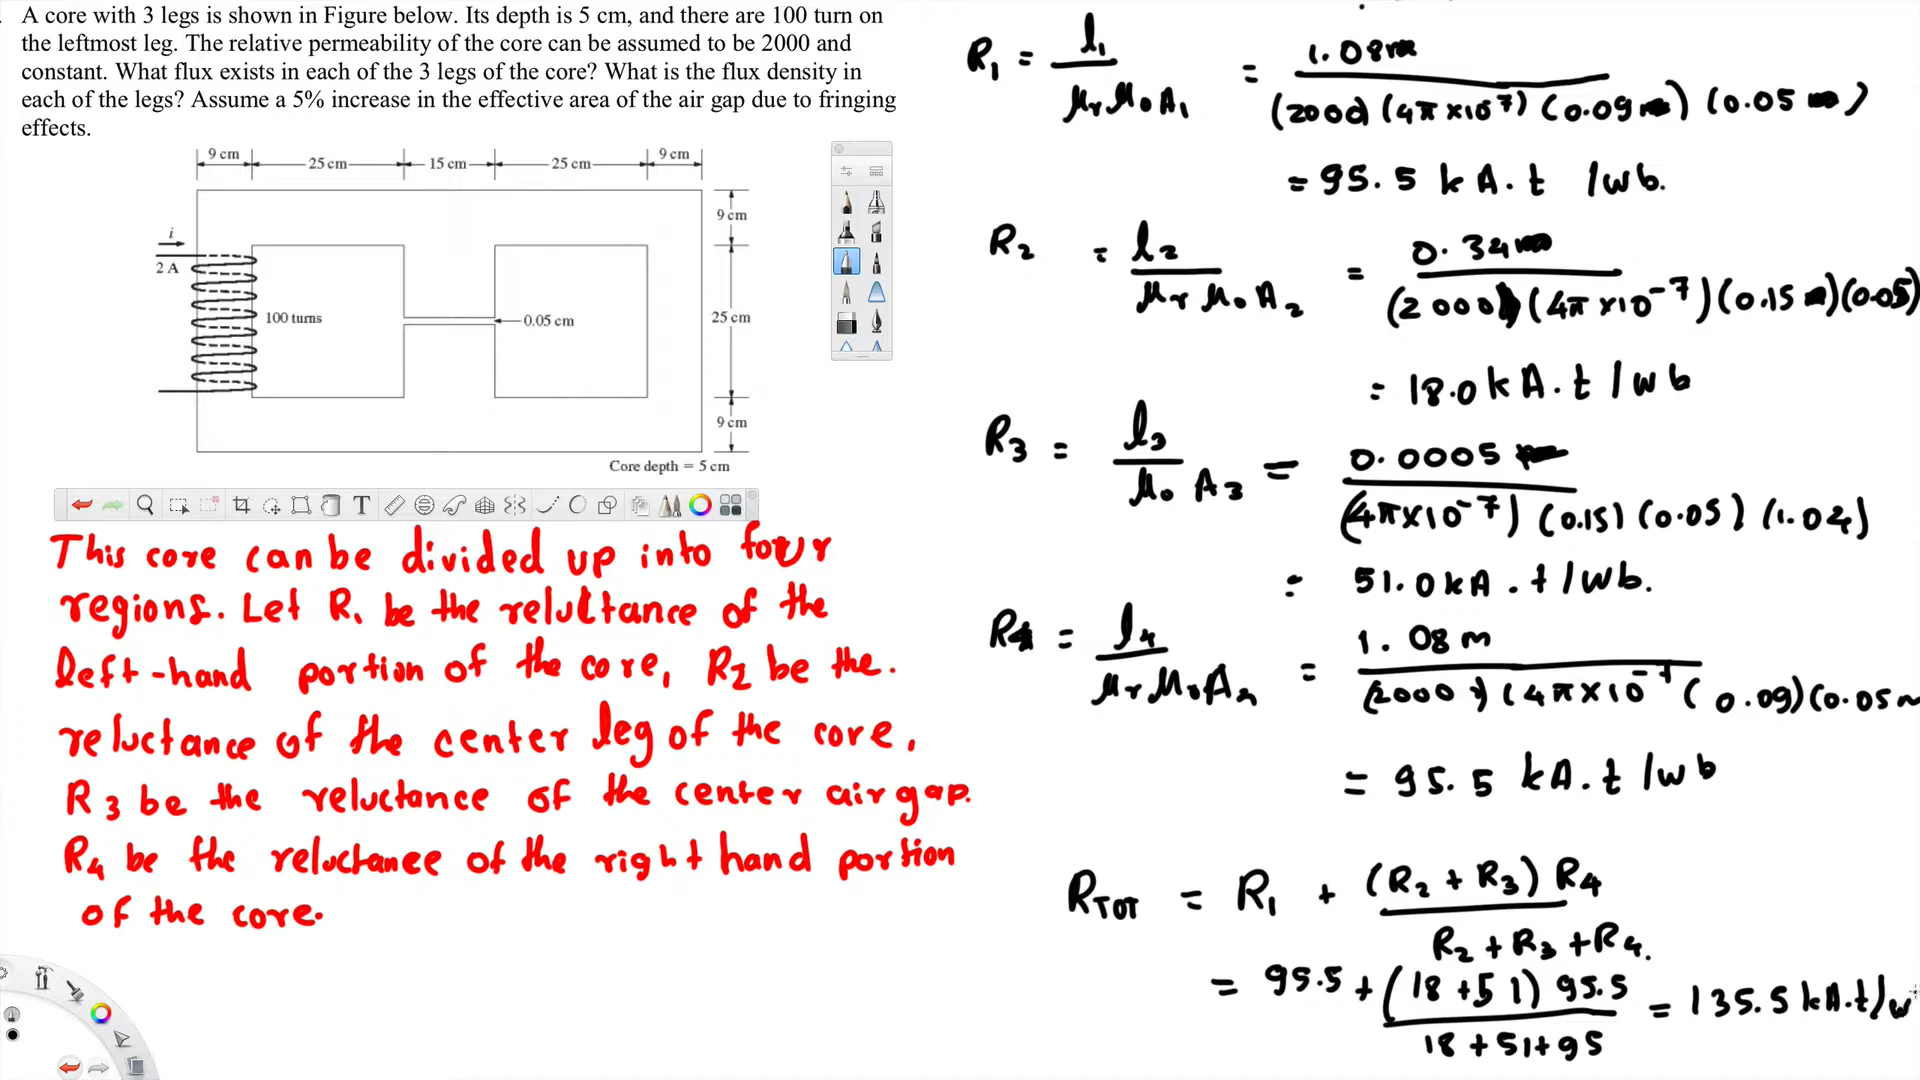 A core with 3 legs is shown in Figure below. Its depth is 5 cm, and there are 100 turn on
the leftmost leg. The relative permeability of the core can be assumed to be 2000 and
constant. What flux exists in each of the 3 legs of the core? What is the flux density in
each of the legs? Assume a 5% increase in the effective area of the air gap due to fringing
effects.
9 cm 25 cm 15 cm 25 cm 9 cm
9 cm
i
2 A
100 turns
0.05 cm
25 cm
9 cm
Core depth = 5 cm
T
This core can be divided up into four
regions. Let R1 be the reluctance of the
left-hand portion of the core, R2 be the.
reluctance of the center leg of the core,
R3 be the reluctance of the center air gap.
R4 be the reluctance of the right hand portion
of the core.
R1 = l1 / μr μ0 A1 = 1.08m / (2000) (4π×10^-7) (0.09m) (0.05 m)
= 95.5 kA.t /wb.
R2 = l2 / μr μ0 A2 = 0.34m / (2000) (4π×10^-7) (0.15 m) (0.05)
= 18.0 kA.t /wb
R3 = l3 / μ0 A3 = 0.0005 / (4π×10^-7) (0.15) (0.05) (1.04)
= 51.0 kA.t/wb.
R4 = l4 / μr μ0 A4 = 1.08 m / (2000) (4π×10^-7 (0.09) (0.05 m
= 95.5 kA.t /wb
RTOT = R1 + (R2 + R3) R4 / R2 + R3 + R4.
= 95.5 + (18 + 51) 95.5 / 18 + 51 + 95 = 135.5 kA.t/w